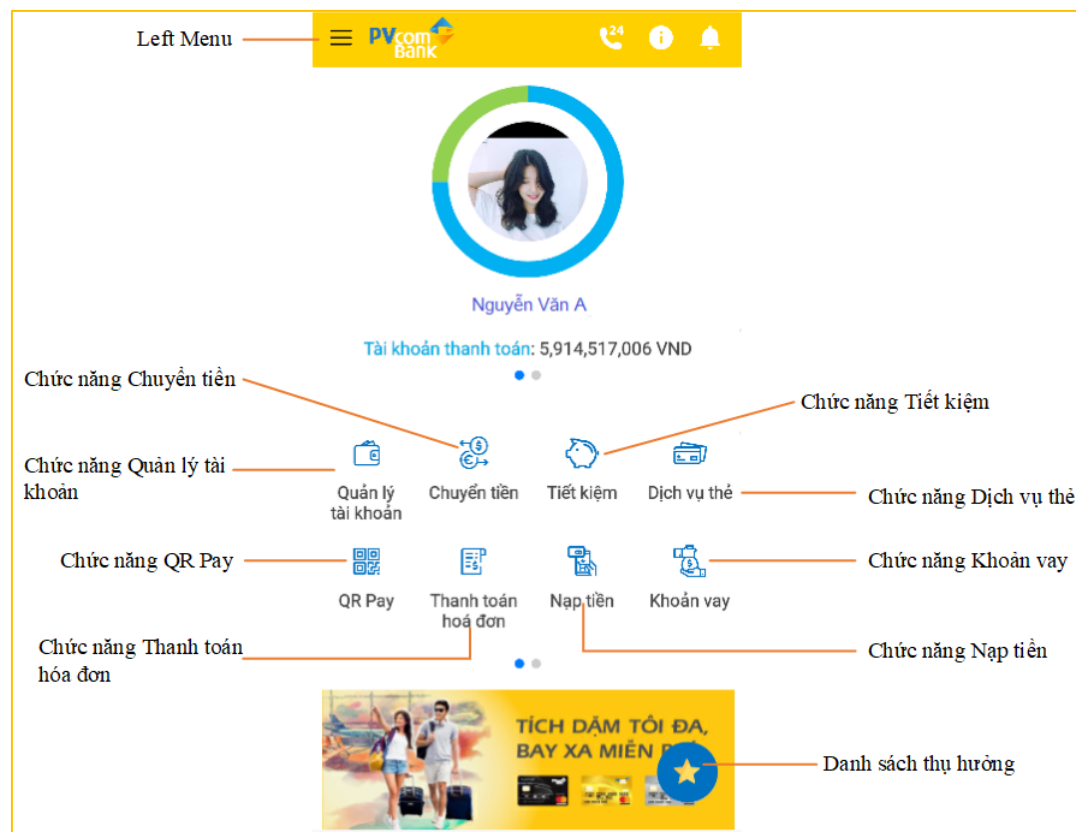 Left Menu
PVcom
Bank
24
Nguyễn Văn A
Tài khoản thanh toán: 5,914,517,006 VND
Chức năng Chuyển tiền
Chức năng Tiết kiệm
Chức năng Quản lý tài
khoản
Quản lý
tài khoản
Chuyển tiền
Tiết kiệm
Dịch vụ thẻ
Chức năng Dịch vụ thẻ
Chức năng QR Pay
Chức năng Khoản vay
QR Pay
Thanh toán
hoá đơn
Nạp tiền
Khoản vay
Chức năng Thanh toán
hóa đơn
Chức năng Nạp tiền
TÍCH DẶM TỐI ĐA,
BAY XA MIỄN
Danh sách thụ hưởng